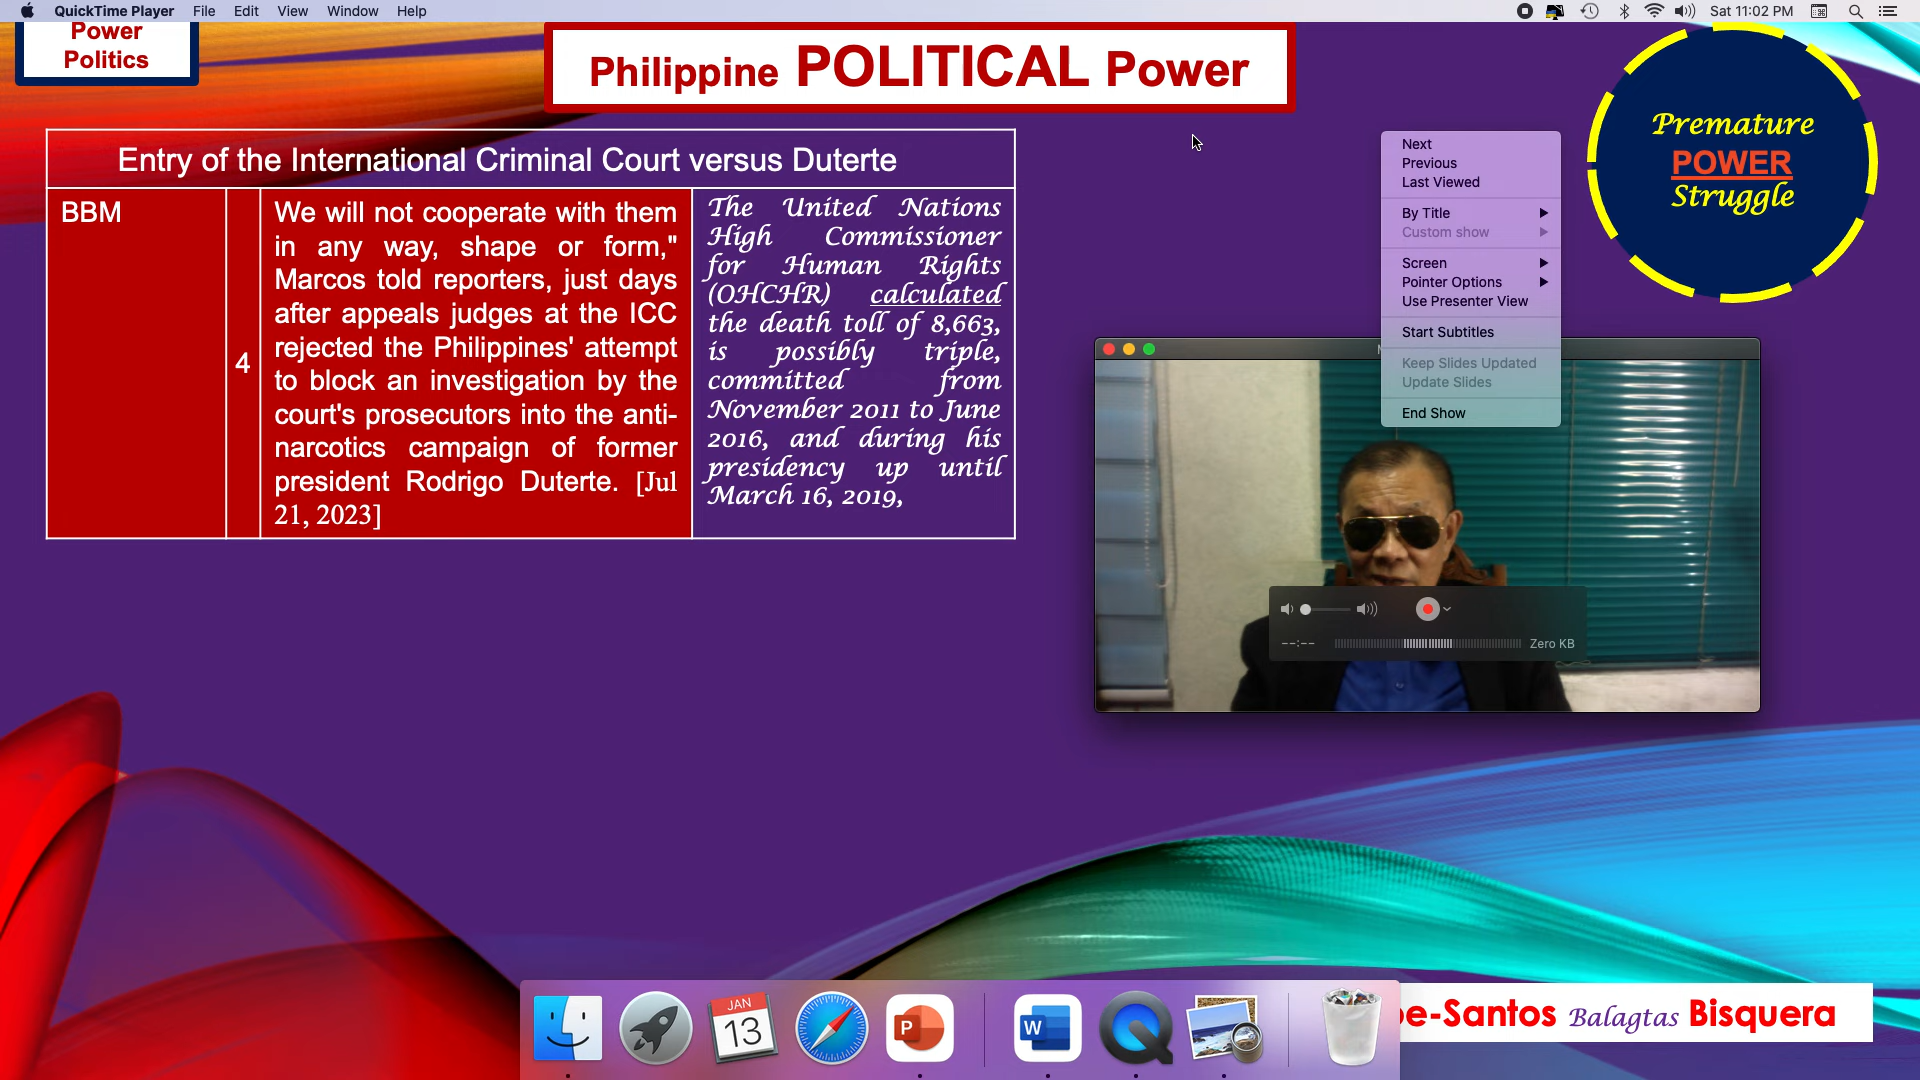 QuickTime Player File Edit View Window Help
Sat 11:02 PM
Power
Politics
Philippine POLITICAL Power
Premature
POWER
Struggle
Entry of the International Criminal Court versus Duterte
BBM
4
We will not cooperate with them
in any way, shape or form,"
Marcos told reporters, just days
after appeals judges at the ICC
rejected the Philippines' attempt
to block an investigation by the
court's prosecutors into the anti-
narcotics campaign of former
president Rodrigo Duterte. [Jul
21, 2023]
The United Nations
High Commissioner
for Human Rights
(OHCHR) calculated
the death toll of 8,663,
is possibly triple,
committed from
November 2011 to June
2016, and during his
presidency up until
March 16, 2019,
Next
Previous
Last Viewed
By Title
Custom show
Screen
Pointer Options
Use Presenter View
Start Subtitles
Keep Slides Updated
Update Slides
End Show
--:--
Zero KB
JAN
13
P
W
e-Santos Balagtas Bisquera